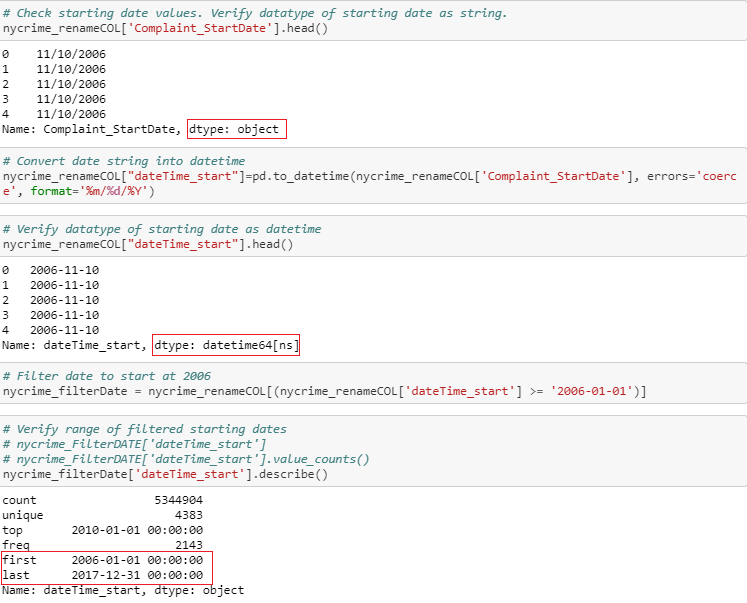 # Check starting date values. Verify datatype of starting date as string.
nycrime_renameCOL['Complaint_StartDate'].head()
0    11/10/2006
1    11/10/2006
2    11/10/2006
3    11/10/2006
4    11/10/2006
Name: Complaint_StartDate, dtype: object
# Convert date string into datetime
nycrime_renameCOL["dateTime_start"]=pd.to_datetime(nycrime_renameCOL['Complaint_StartDate'], errors='coerc
e', format='%m/%d/%Y')
# Verify datatype of starting date as datetime
nycrime_renameCOL["dateTime_start"].head()
0   2006-11-10
1   2006-11-10
2   2006-11-10
3   2006-11-10
4   2006-11-10
Name: dateTime_start, dtype: datetime64[ns]
# Filter date to start at 2006
nycrime_filterDate = nycrime_renameCOL[(nycrime_renameCOL['dateTime_start'] >= '2006-01-01')]
# Verify range of filtered starting dates
# nycrime_FilterDATE['dateTime_start']
# nycrime_FilterDATE['dateTime_start'].value_counts()
nycrime_filterDate['dateTime_start'].describe()
count                 5344904
unique                   4383
top       2010-01-01 00:00:00
freq                     2143
first     2006-01-01 00:00:00
last      2017-12-31 00:00:00
Name: dateTime_start, dtype: object